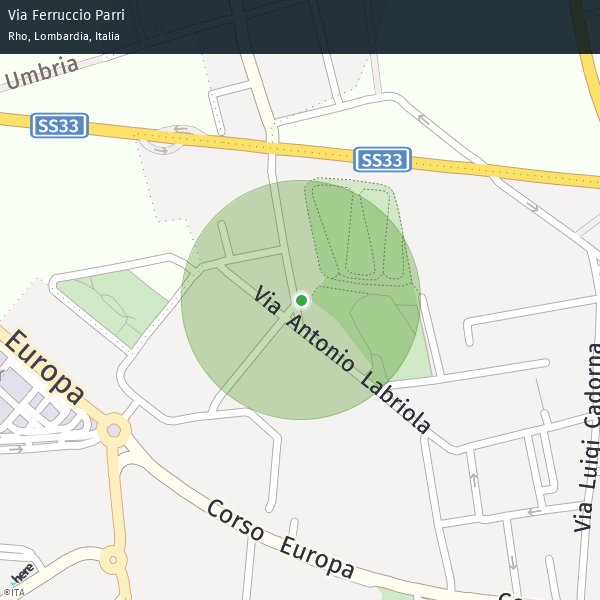 Via Ferruccio Parri
Rho, Lombardia, Italia
Umbria
SS33
SS33
Via Antonio Labriola
Europa
Via Luigi Cadorna
Corso Europa
here
©ITA